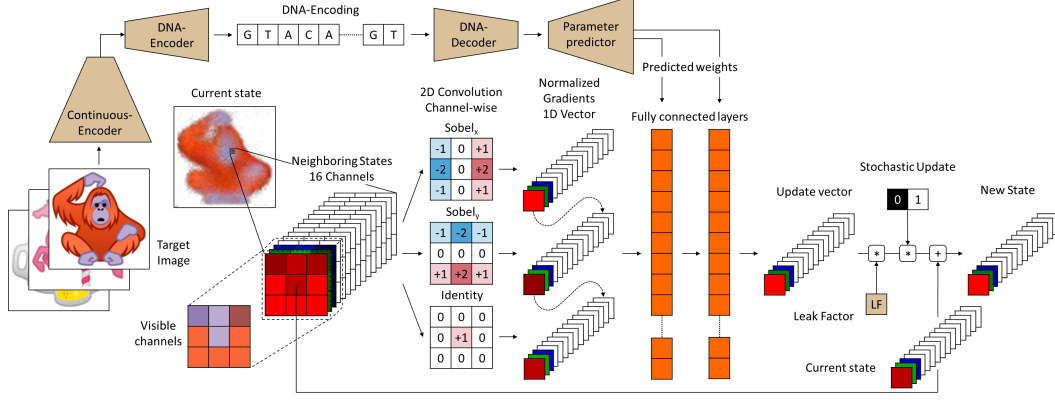 DNA-Encoding
DNA-
Encoder
G T A C A G T
DNA-
Decoder
Parameter
predictor
Predicted weights
Continuous-
Encoder
Current state
2D Convolution
Channel-wise
Normalized
Gradients
1D Vector
Fully connected layers
Sobelx
-1 0 +1
-2 0 +2
-1 0 +1
Neighboring States
16 Channels
Stochastic Update
0 1
Update vector
New State
Sobely
-1 -2 -1
0 0 0
+1 +2 +1
Target
Image
* * +
LF
Leak Factor
Identity
0 0 0
0 +1 0
0 0 0
Visible
channels
Current state